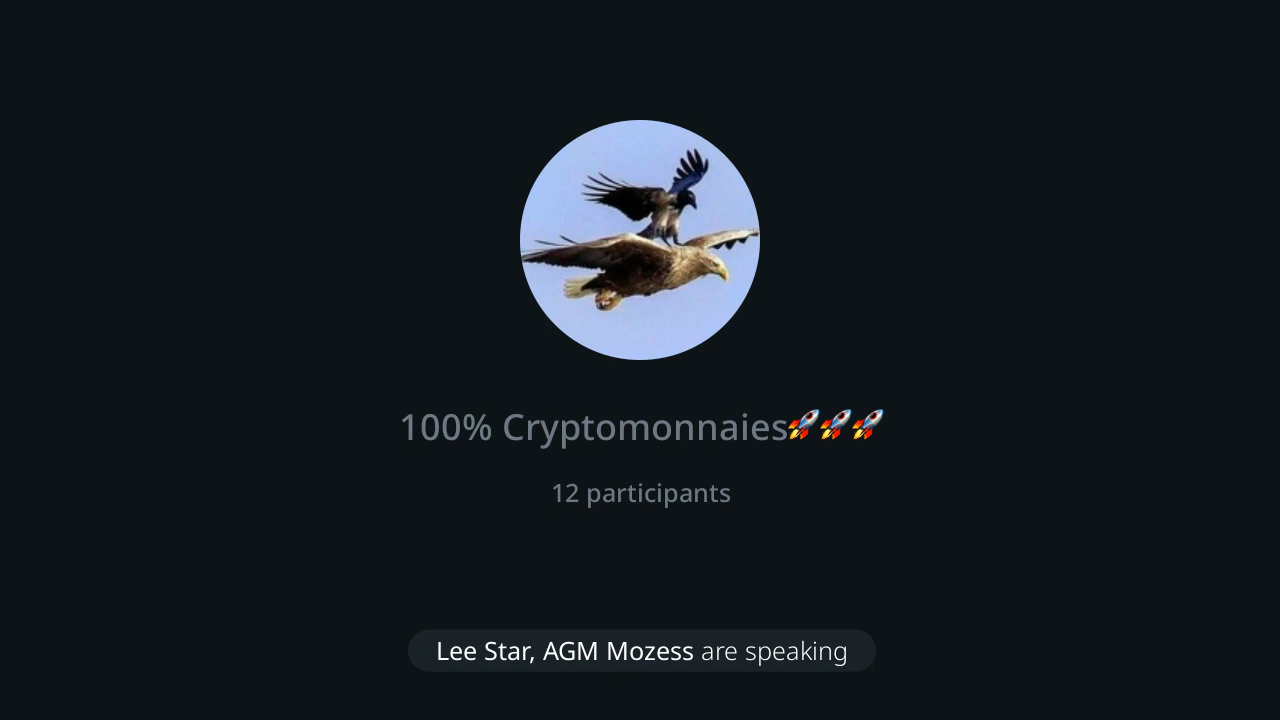 100% Cryptomonnaies🚀🚀🚀
12 participants
Lee Star, AGM Mozess are speaking